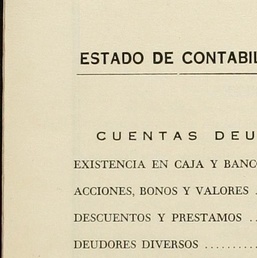 ESTADO DE CONTABIL
CUENTAS DEU
EXISTENCIA EN CAJA Y BANC
ACCIONES, BONOS Y VALORES .
DESCUENTOS Y PRESTAMOS ..
DEUDORES DIVERSOS .........